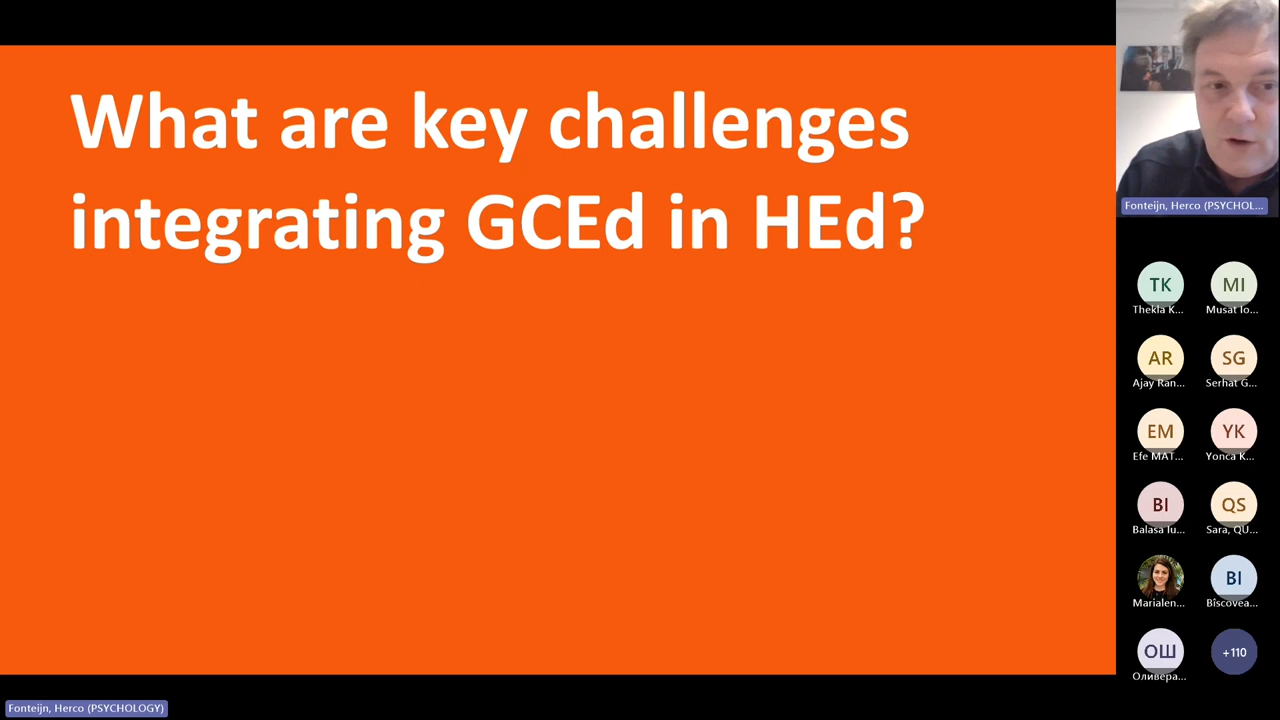 What are key challenges
integrating GCEd in HEd?
Fonteijn, Herco (PSYCHOL...
TK
Thekla K...
MI
Musat Io...
AR
Ajay Ran...
SG
Serhat G...
EM
Efe MAT...
YK
Yonca K...
BI
Balasa Iu...
QS
Sara, QU...
Marialen...
BI
Bîscovea...
ОШ
Оливера...
+110
Fonteijn, Herco (PSYCHOLOGY)